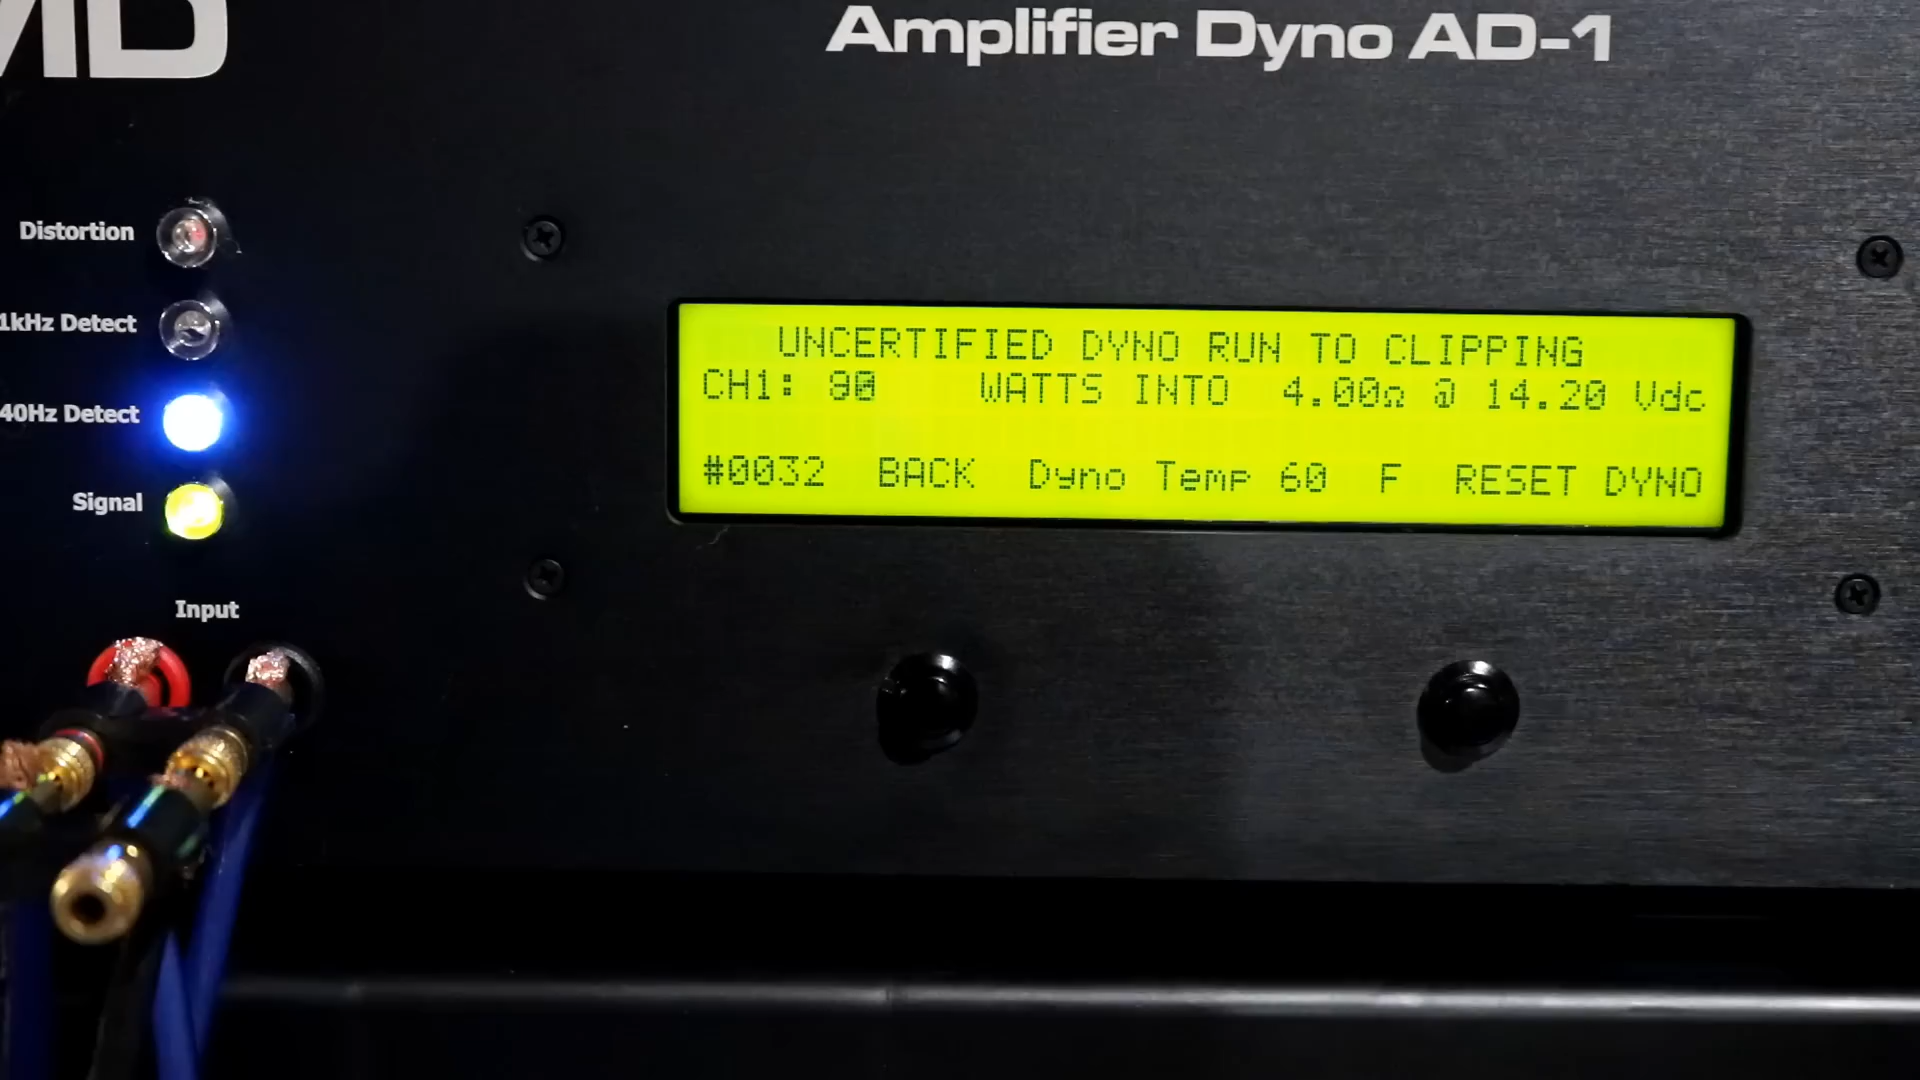 MD
Amplifier Dyno AD-1
Distortion
1kHz Detect
40Hz Detect
Signal
Input
UNCERTIFIED DYNO RUN TO CLIPPING
CH1: WATTS INTO 4.00Ω @ 14.20 Vdc
#0032 BACK Dyno Temp 60 F RESET DYNO